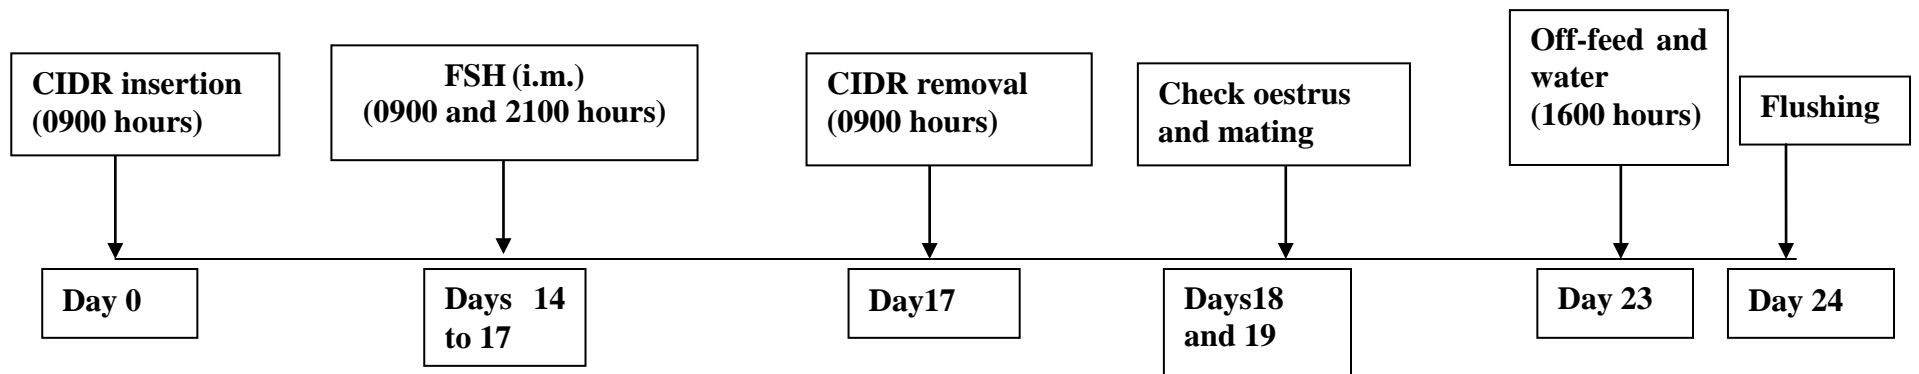 CIDR insertion
(0900 hours)
FSH (i.m.)
(0900 and 2100 hours)
CIDR removal
(0900 hours)
Check oestrus
and mating
Off-feed and
water
(1600 hours)
Flushing
Day 0
Days 14
to 17
Day17
Days18
and 19
Day 23
Day 24